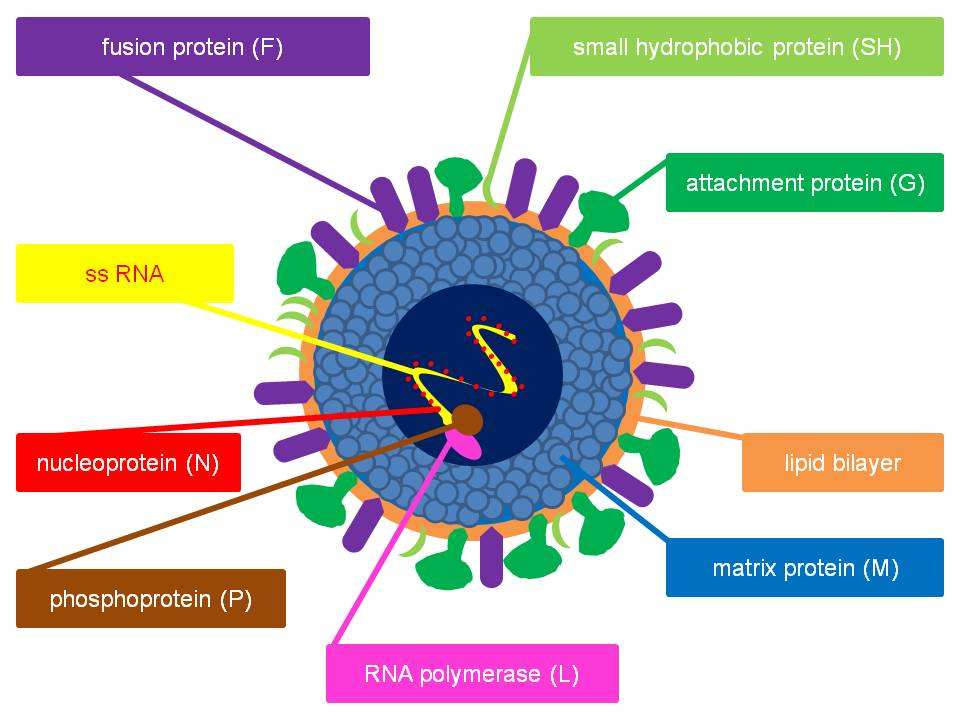 fusion protein (F)
small hydrophobic protein (SH)
attachment protein (G)
ss RNA
nucleoprotein (N)
lipid bilayer
matrix protein (M)
phosphoprotein (P)
RNA polymerase (L)